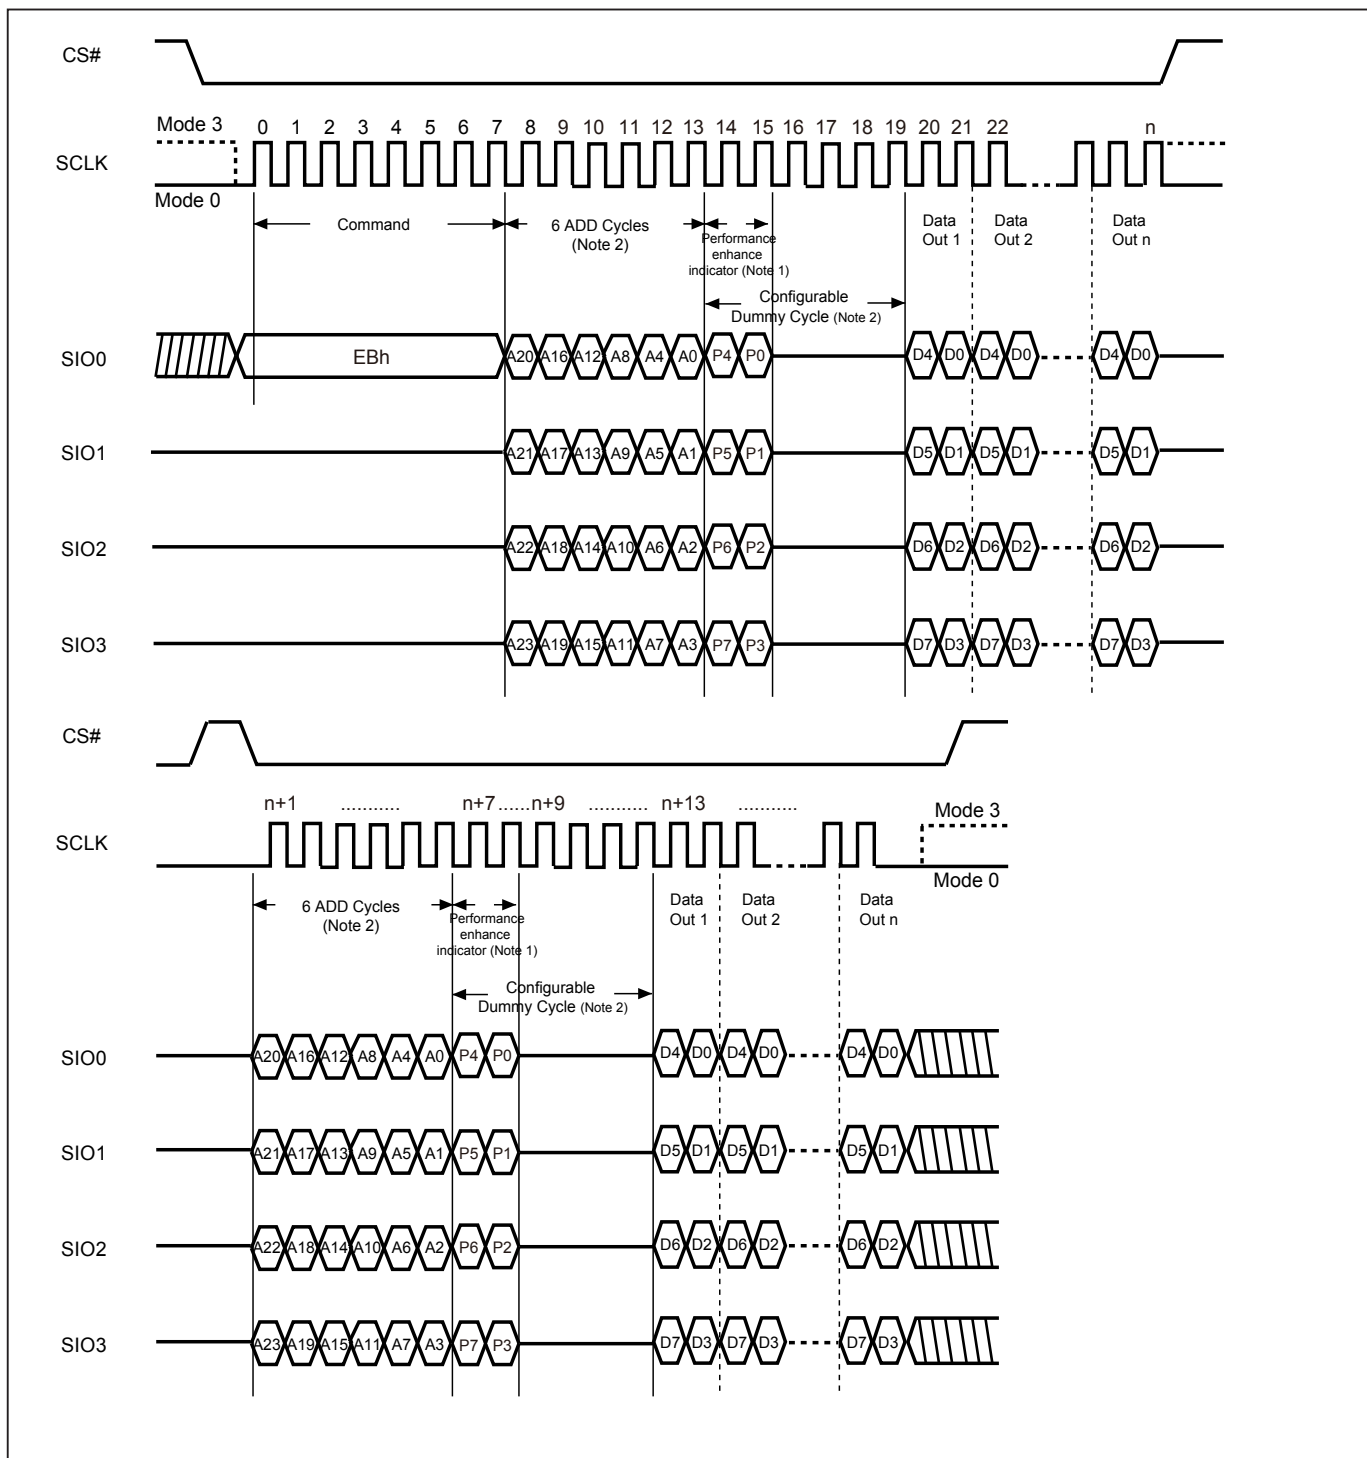 CS#
Mode 3
0 1 2 3 4 5 6 7 8 9 10 11 12 13 14 15 16 17 18 19 20 21 22 n
SCLK
Mode 0
Command
6 ADD Cycles
(Note 2)
Performance
enhance
indicator (Note 1)
Data
Out 1
Data
Out 2
Data
Out n
Configurable
Dummy Cycle (Note 2)
SIO0 EBh A20 A16 A12 A8 A4 A0 P4 P0 D4 D0 D4 D0 D4 D0
SIO1 A21 A17 A13 A9 A5 A1 P5 P1 D5 D1 D5 D1 D5 D1
SIO2 A22 A18 A14 A10 A6 A2 P6 P2 D6 D2 D6 D2 D6 D2
SIO3 A23 A19 A15 A11 A7 A3 P7 P3 D7 D3 D7 D3 D7 D3
CS#
n+1 ........... n+7 ......n+9 ........... n+13 ...........
Mode 3
SCLK
Mode 0
6 ADD Cycles
(Note 2)
Performance
enhance
indicator (Note 1)
Data
Out 1
Data
Out 2
Data
Out n
Configurable
Dummy Cycle (Note 2)
SIO0 A20 A16 A12 A8 A4 A0 P4 P0 D4 D0 D4 D0 D4 D0
SIO1 A21 A17 A13 A9 A5 A1 P5 P1 D5 D1 D5 D1 D5 D1
SIO2 A22 A18 A14 A10 A6 A2 P6 P2 D6 D2 D6 D2 D6 D2
SIO3 A23 A19 A15 A11 A7 A3 P7 P3 D7 D3 D7 D3 D7 D3